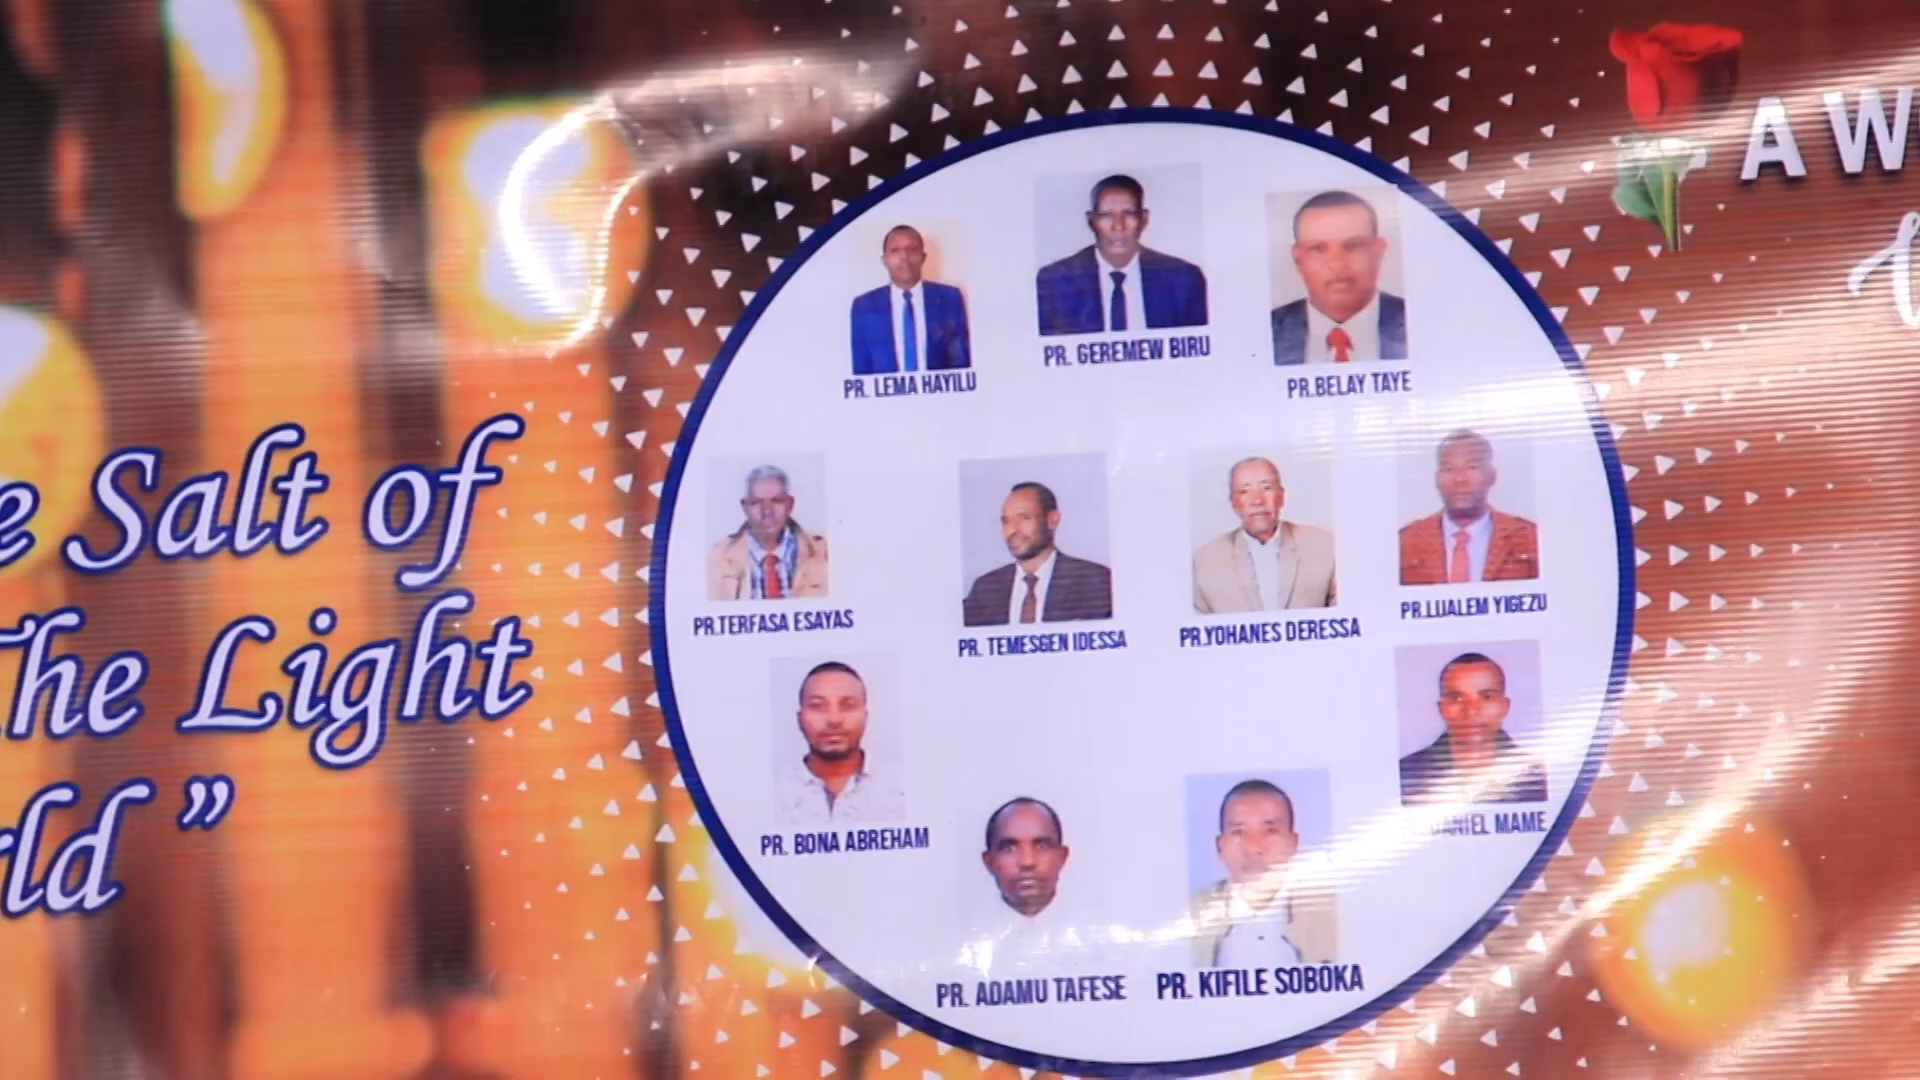 e Salt of
The Light
rld ”
AW
PR. LEMA HAYILU
PR. GEREMEW BIRU
PR.BELAY TAYE
PR.TERFASA ESAYAS
PR. TEMESGEN IDESSA
PR.YOHANES DERESSA
PR.LUALEM YIGEZU
PR. BONA ABREHAM
DANIEL MAME
PR. ADAMU TAFESE
PR. KIFILE SOBOKA